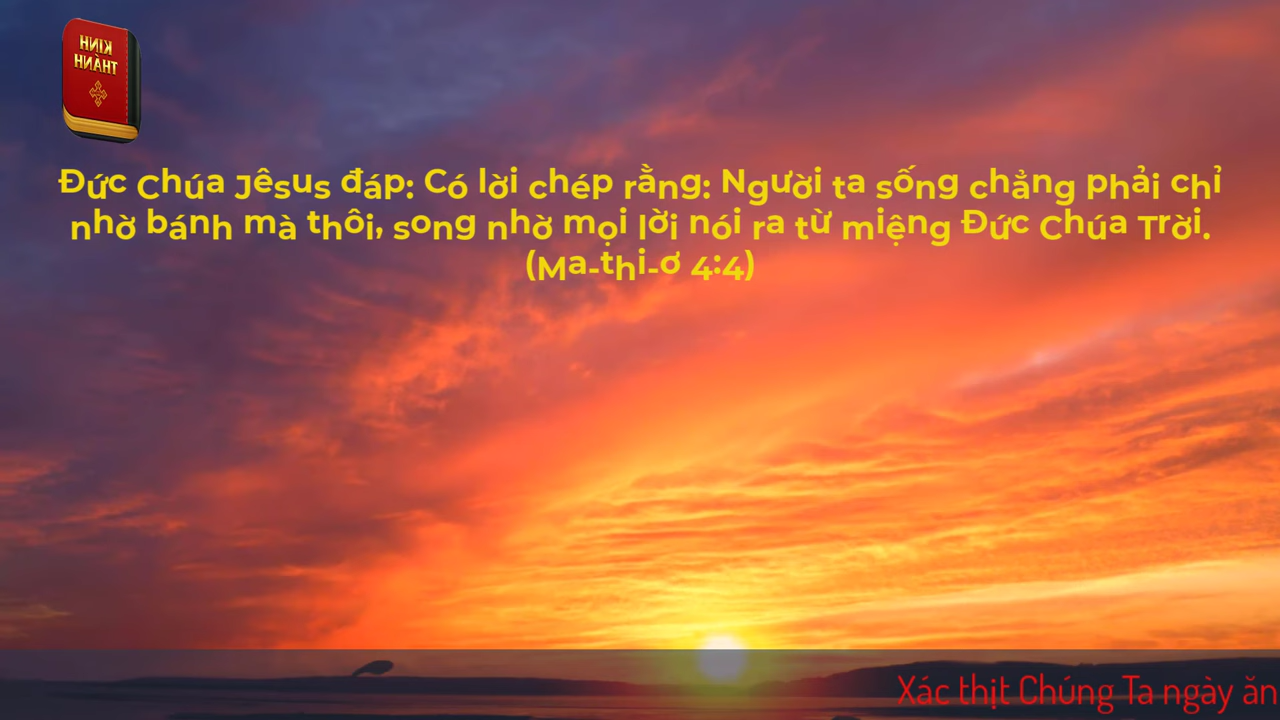 KINH
THÁNH
Đức Chúa Jêsus đáp: Có lời chép rằng: Người ta sống chẳng phải chỉ
nhờ bánh mà thôi, song nhờ mọi lời nói ra từ miệng Đức Chúa Trời.
(Ma-thi-ơ 4:4)
Xác thịt Chúng Ta ngày ăn